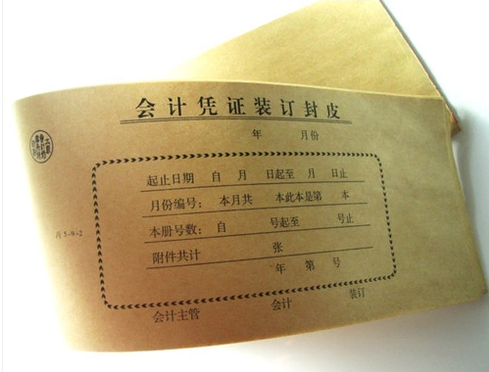 会计凭证装订封皮
年 月份
起止日期 自 月 日起至 月 日止
月份编号： 本月共 本此本是第 本
本册号数： 自 号起至 号止
附件共计 张
年 第 号
会计主管 会计 装订